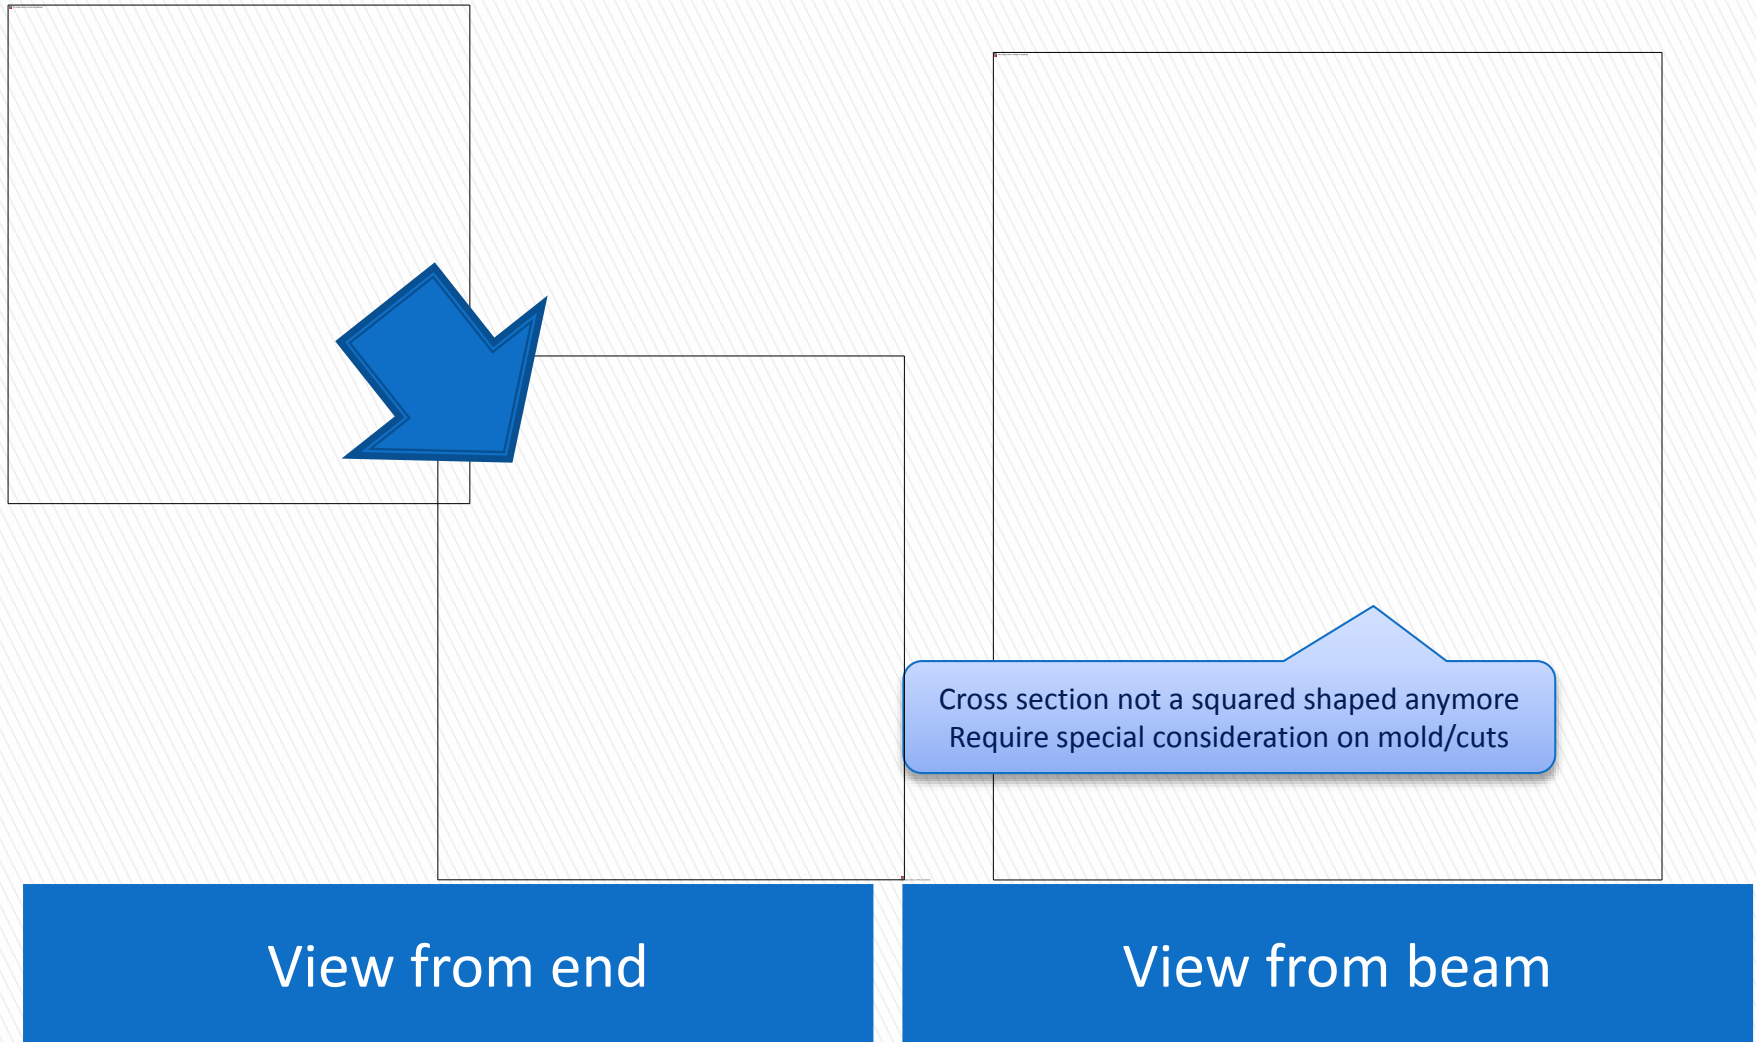 Cross section not a squared shaped anymore
Require special consideration on mold/cuts
View from end
View from beam